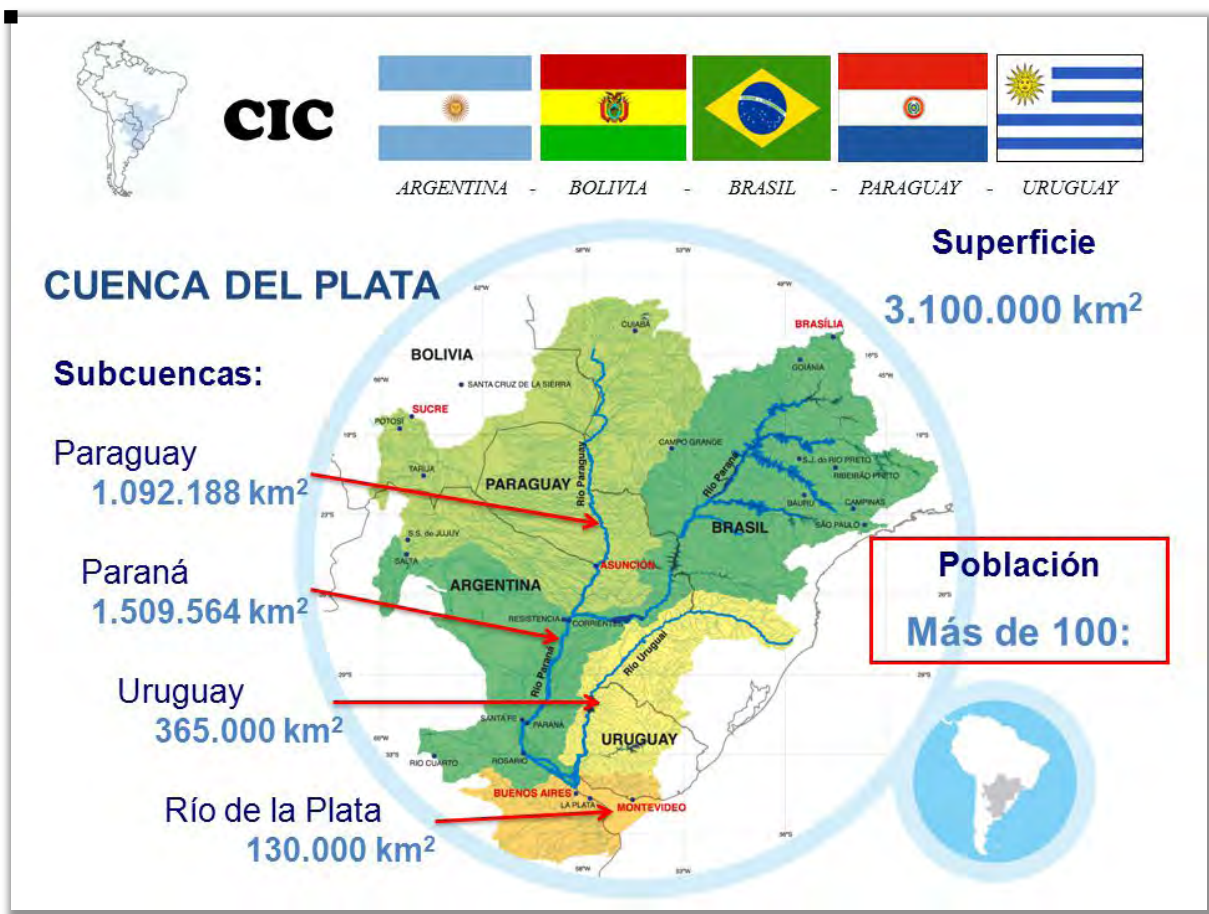 CIC
ARGENTINA - BOLIVIA - BRASIL - PARAGUAY - URUGUAY
CUENCA DEL PLATA
Superficie
3.100.000 km²
Subcuencas:
Paraguay
1.092.188 km²
Paraná
1.509.564 km²
Uruguay
365.000 km²
Río de la Plata
130.000 km²
Población
Más de 100:
BOLIVIA
SANTA CRUZ DE LA SIERRA
SUCRE
POTOSÍ
TARIJA
CUIABÁ
BRASÍLIA
GOIÂNIA
CAMPO GRANDE
S.J. do RIO PRETO
RIBEIRÃO PRETO
BAURU
CAMPINAS
SÃO PAULO
PARAGUAY
Río Paraguay
Río Paraná
BRASIL
S.S. de JUJUY
SALTA
ASUNCIÓN
ARGENTINA
RESISTENCIA
CORRIENTES
Río Paraná
Río Uruguai
SANTA FE
PARANÁ
URUGUAY
RIO CUARTO
ROSARIO
BUENOS AIRES
LA PLATA
MONTEVIDEO